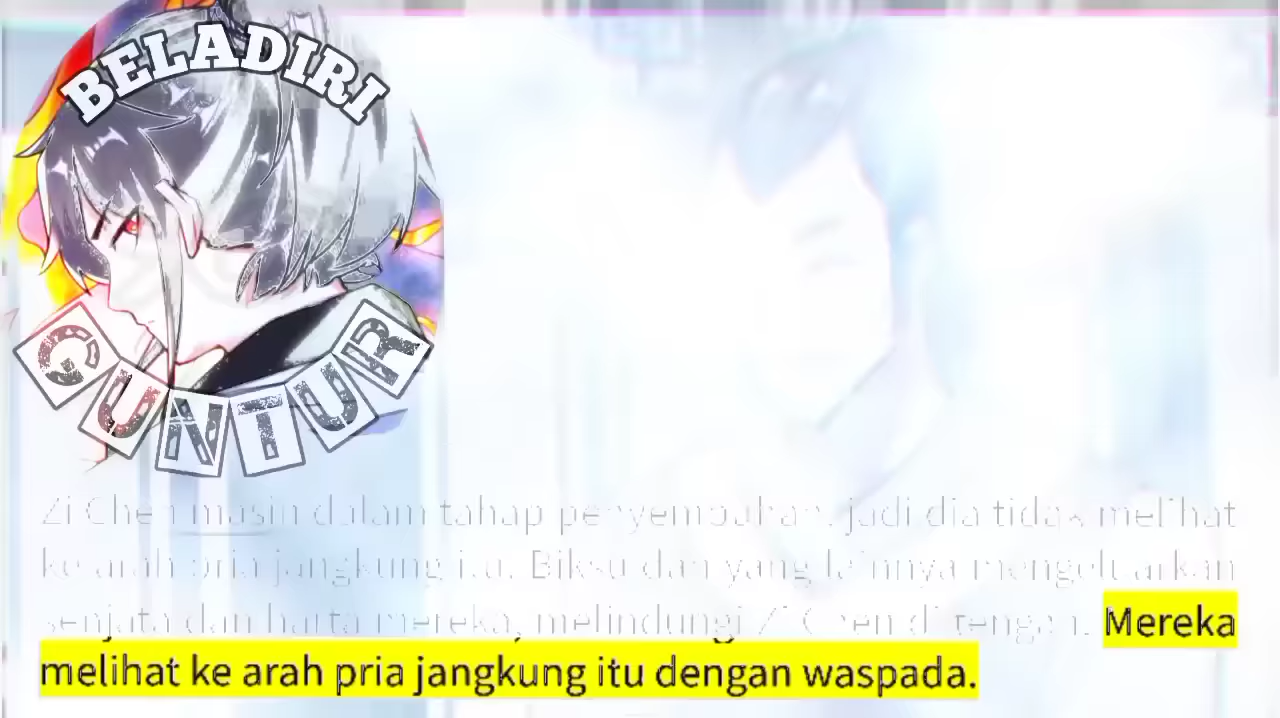 BELADIRI
GUNTUR
Zi Chen masih dalam tahap penyembuhan, jadi dia tidak melihat
ke arah pria jangkung itu. Biksu dan yang lainnya mengeluarkan
senjata dan harta mereka, melindungi Zi Chen di tengah. Mereka
melihat ke arah pria jangkung itu dengan waspada.